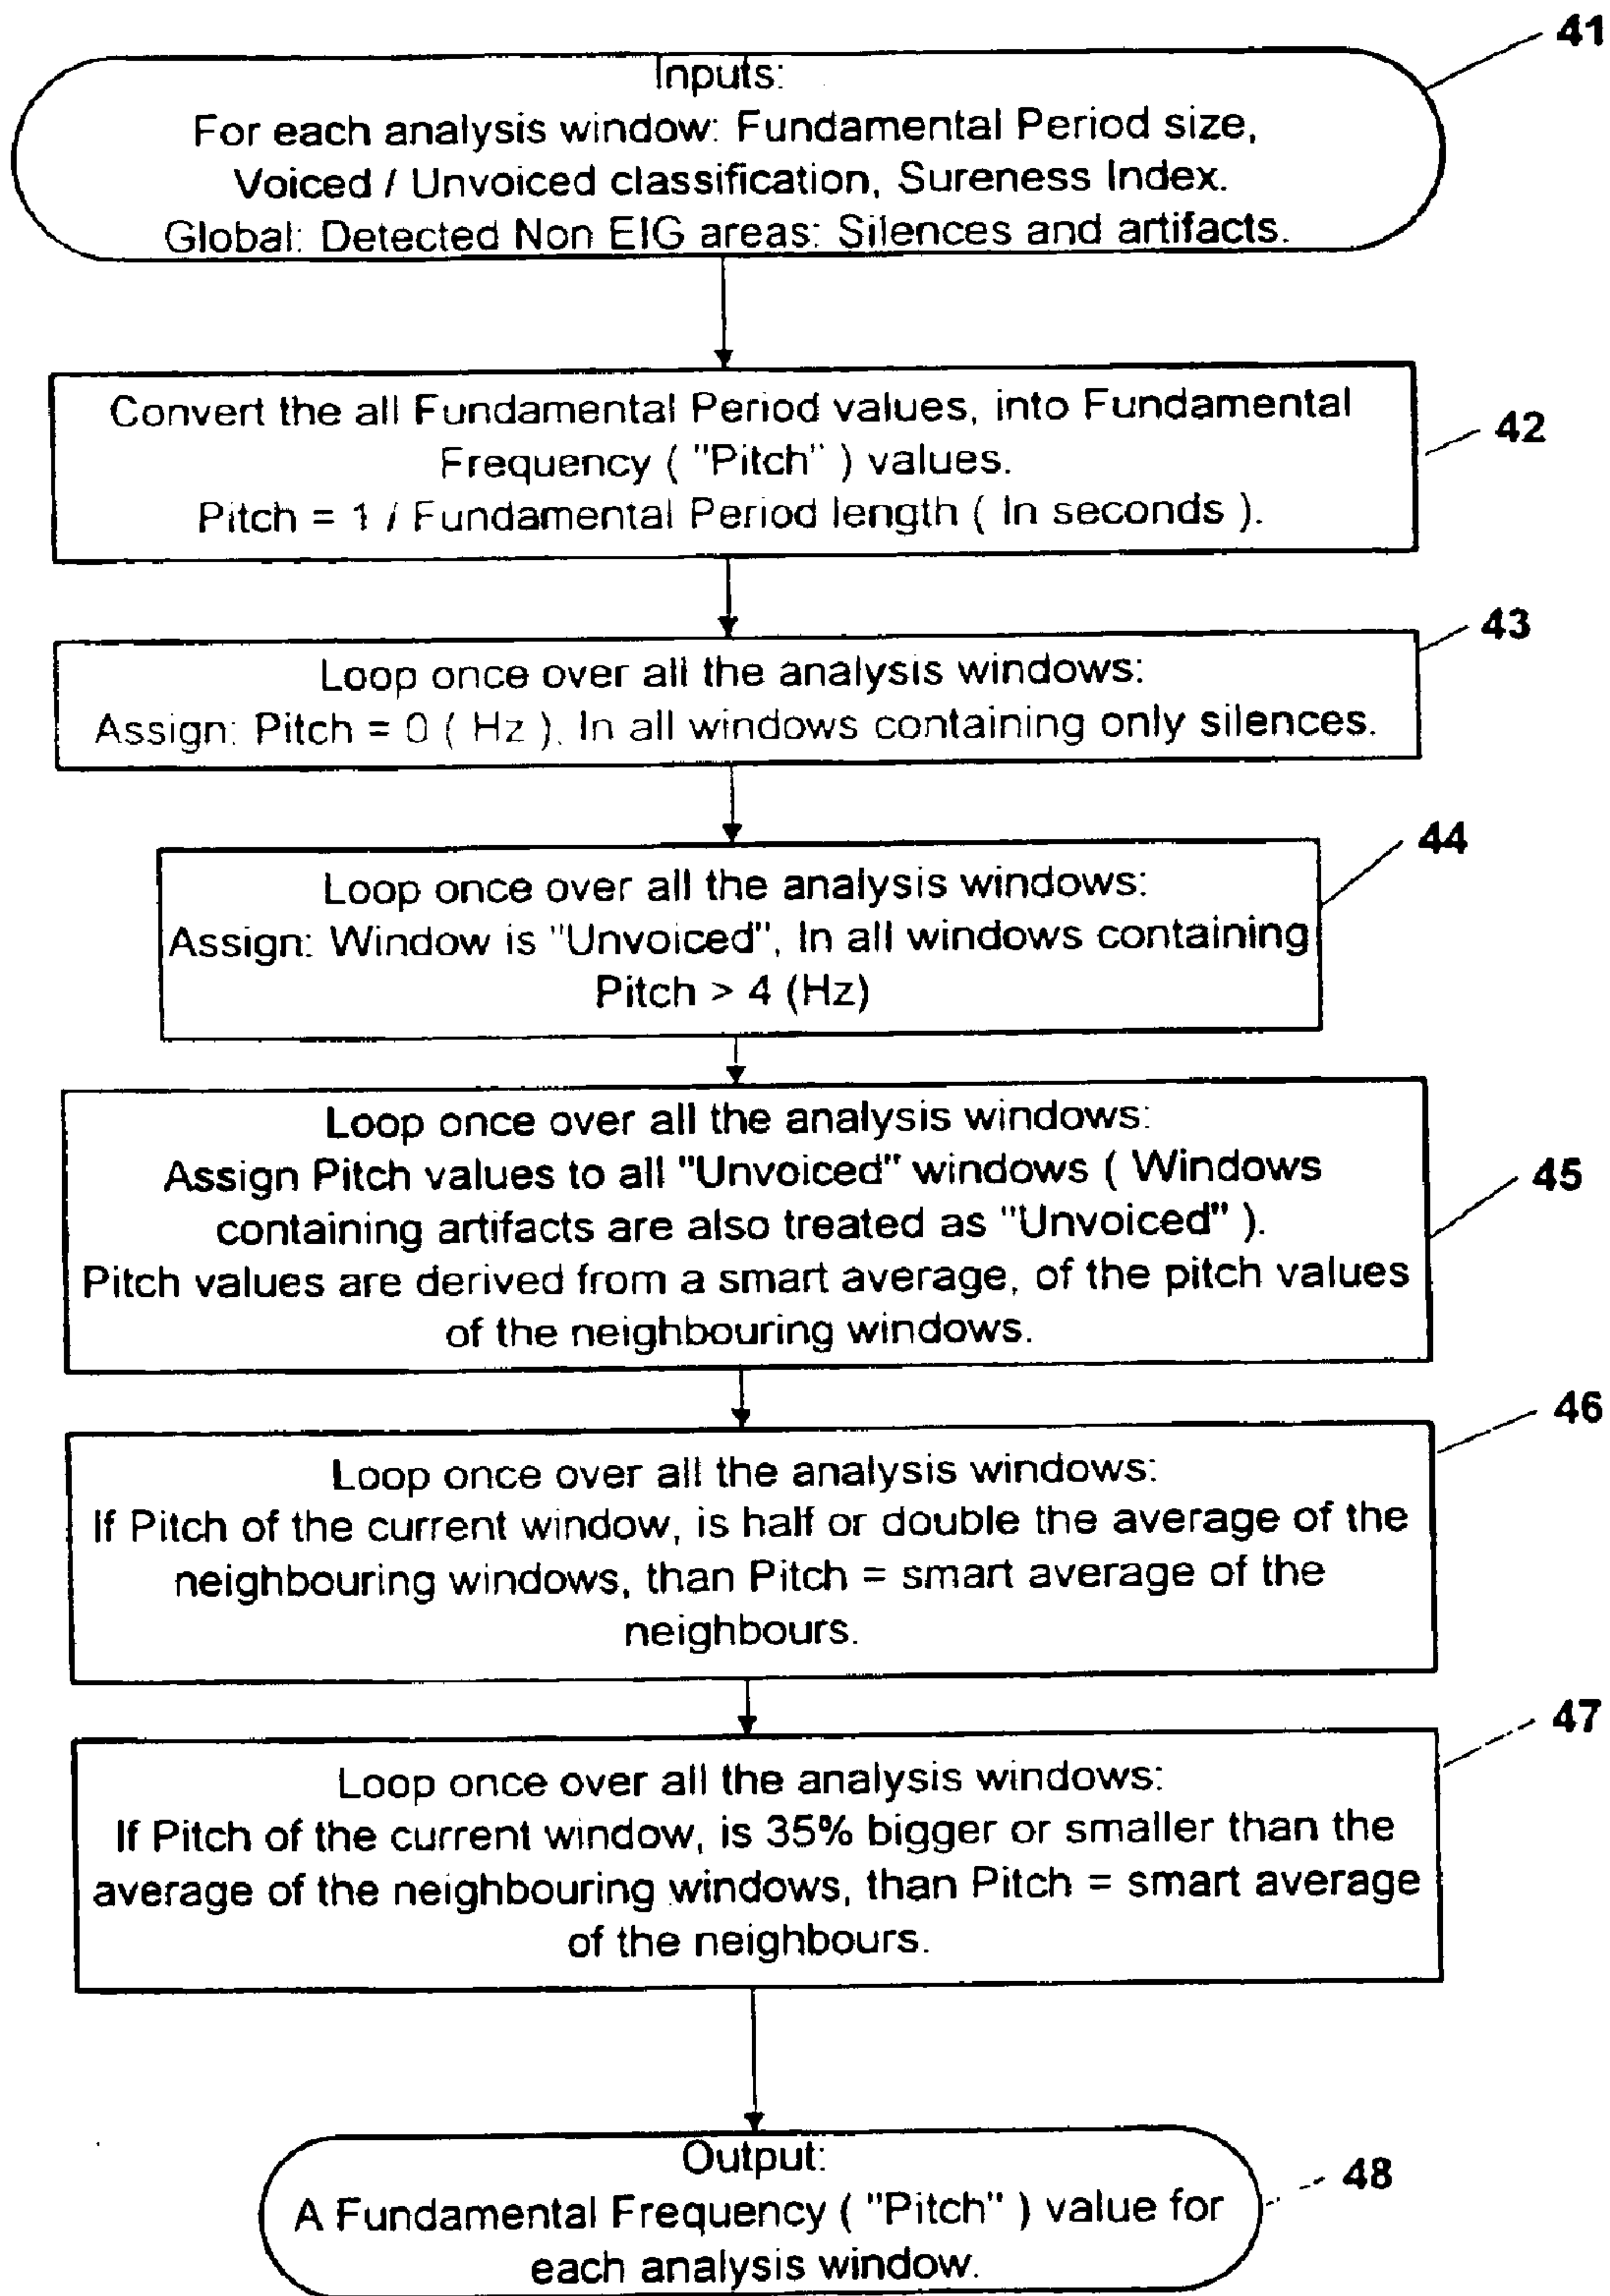 41
Inputs:
For each analysis window: Fundamental Period size,
Voiced / Unvoiced classification, Sureness Index.
Global: Detected Non EIG areas: Silences and artifacts.
Convert the all Fundamental Period values, into Fundamental
Frequency ( "Pitch" ) values.
Pitch = 1 / Fundamental Period length ( In seconds ).
42
43
Loop once over all the analysis windows:
Assign: Pitch = 0 ( Hz ), In all windows containing only silences.
44
Loop once over all the analysis windows:
Assign: Window is "Unvoiced", In all windows containing
Pitch > 4 (Hz)
Loop once over all the analysis windows:
Assign Pitch values to all "Unvoiced" windows ( Windows
containing artifacts are also treated as "Unvoiced" ).
Pitch values are derived from a smart average, of the pitch values
of the neighbouring windows.
45
46
Loop once over all the analysis windows:
If Pitch of the current window, is half or double the average of the
neighbouring windows, than Pitch = smart average of the
neighbours.
47
Loop once over all the analysis windows:
If Pitch of the current window, is 35% bigger or smaller than the
average of the neighbouring windows, than Pitch = smart average
of the neighbours.
Output:
A Fundamental Frequency ( "Pitch" ) value for
each analysis window.
48